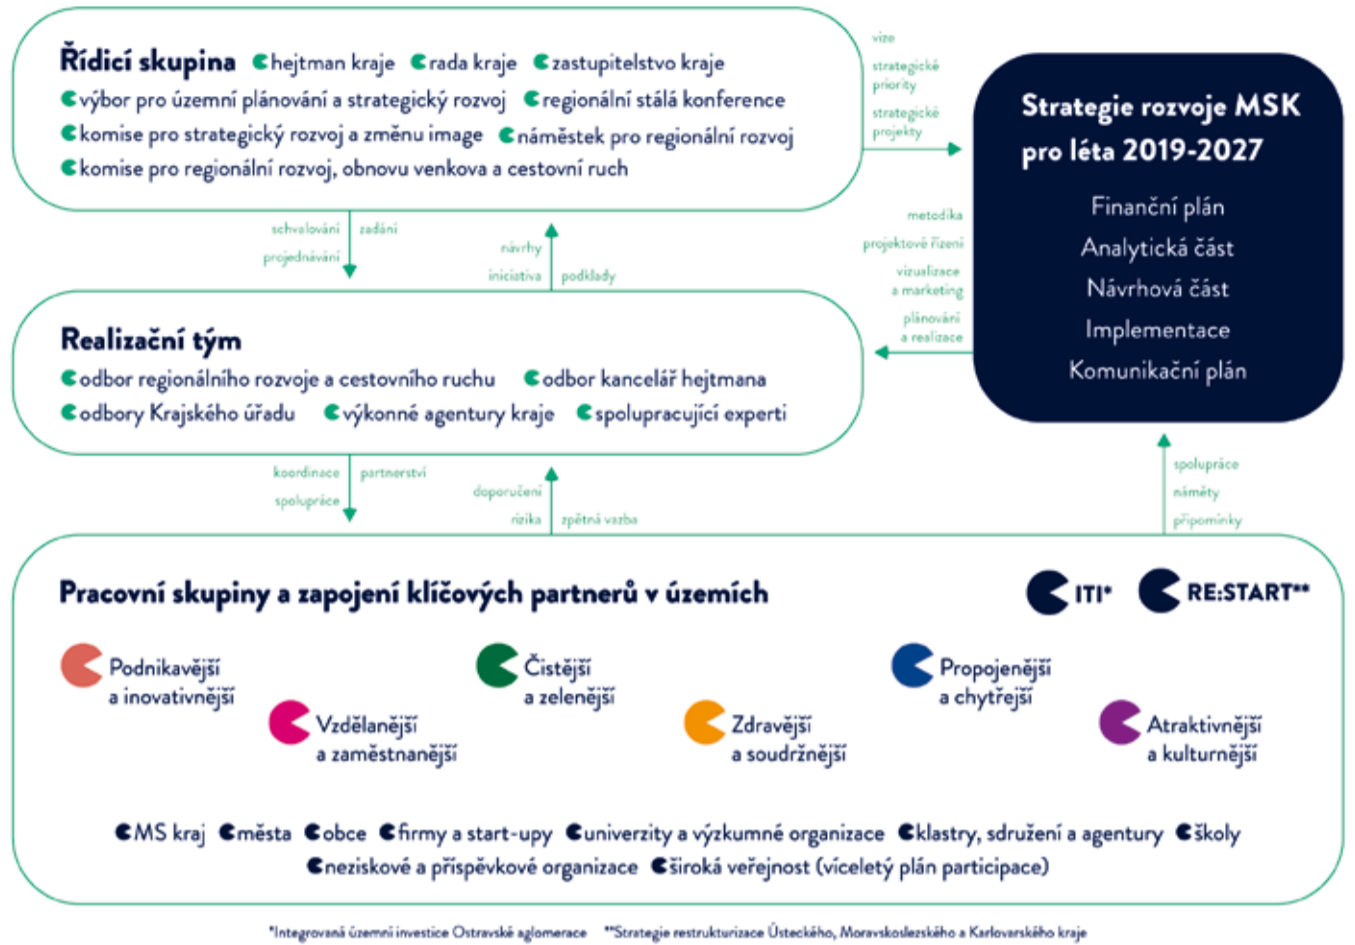 Řídicí skupina hejtman kraje rada kraje zastupitelstvo kraje
výbor pro územní plánování a strategický rozvoj regionální stálá konference
komise pro strategický rozvoj a změnu image náměstek pro regionální rozvoj
komise pro regionální rozvoj, obnovu venkova a cestovní ruch
vize
strategické
priority
strategické
projekty
Strategie rozvoje MSK
pro léta 2019-2027
Finanční plán
Analytická část
Návrhová část
Implementace
Komunikační plán
schvalování zadání
projednávání
návrhy
iniciativa podklady
metodika
projektové řízení
vizualizace
a marketing
plánování
a realizace
Realizační tým
odbor regionálního rozvoje a cestovního ruchu odbor kancelář hejtmana
odbory Krajského úřadu výkonné agentury kraje spolupracující experti
koordinace partnerství
spolupráce
doporučení
rizika zpětná vazba
spolupráce
náměty
připomínky
Pracovní skupiny a zapojení klíčových partnerů v územích
ITI* RE:START**
Podnikavější
a inovativnější
Vzdělanější
a zaměstnanější
Čistější
a zelenější
Zdravější
a soudržnější
Propojenější
a chytřejší
Atraktivnější
a kulturnější
MS kraj města obce firmy a start-upy univerzity a výzkumné organizace klastry, sdružení a agentury školy
neziskové a příspěvkové organizace široká veřejnost (víceletý plán participace)
*Integrovaná územní investice Ostravské aglomerace **Strategie restrukturizace Ústeckého, Moravskoslezského a Karlovarského kraje